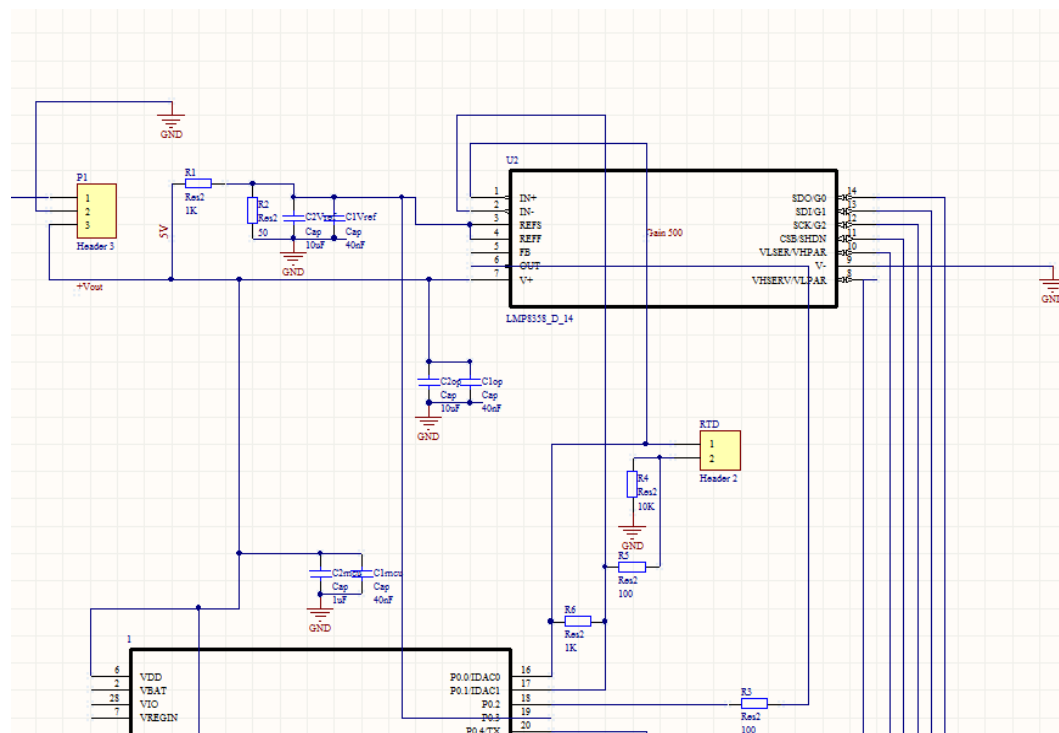 GND
P1
1
2
3
Header 3
5V
+Vout
R1
Res2
1K
R2
Res2
50
Cap
10uF
C1Vref
Cap
40nF
GND
U2
1
2
3
4
5
6
7
IN+
IN-
REFS
REFF
FB
OUT
V+
Gain 500
SDO/G0
SDI/G1
SCK/G2
CSB/SHDN
VLSER/VHPAR
V-
VHSERV/VLPAR
14
13
12
11
10
9
8
LMP8358_D_14
GND
C2op
Cap
10uF
C1op
Cap
40nF
GND
RTD
1
2
Header 2
R4
Res2
10K
GND
R5
Res2
100
R6
Res2
1K
Cap
1uF
C1mcu
Cap
40nF
GND
1
6
2
28
7
VDD
VBAT
VIO
VREGIN
P0.0/IDAC0
P0.1/IDAC1
P0.2
P0.3
P0.4/TX
16
17
18
19
20
R3
Res2
100